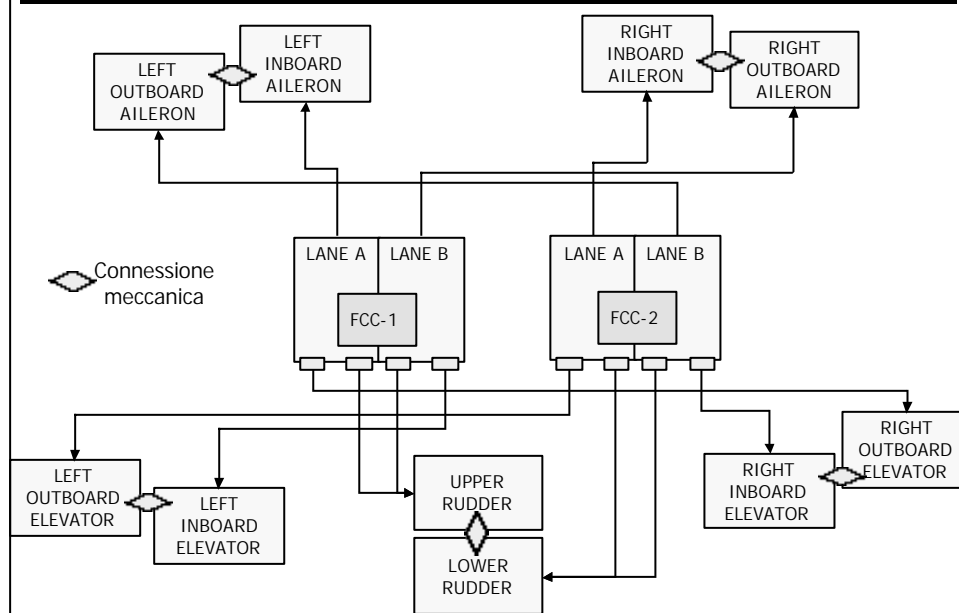 LEFT
OUTBOARD
AILERON
LEFT
INBOARD
AILERON
RIGHT
INBOARD
AILERON
RIGHT
OUTBOARD
AILERON
LANE A
LANE B
FCC-1
LANE A
LANE B
FCC-2
Connessione
meccanica
LEFT
OUTBOARD
ELEVATOR
LEFT
INBOARD
ELEVATOR
UPPER
RUDDER
LOWER
RUDDER
RIGHT
INBOARD
ELEVATOR
RIGHT
OUTBOARD
ELEVATOR